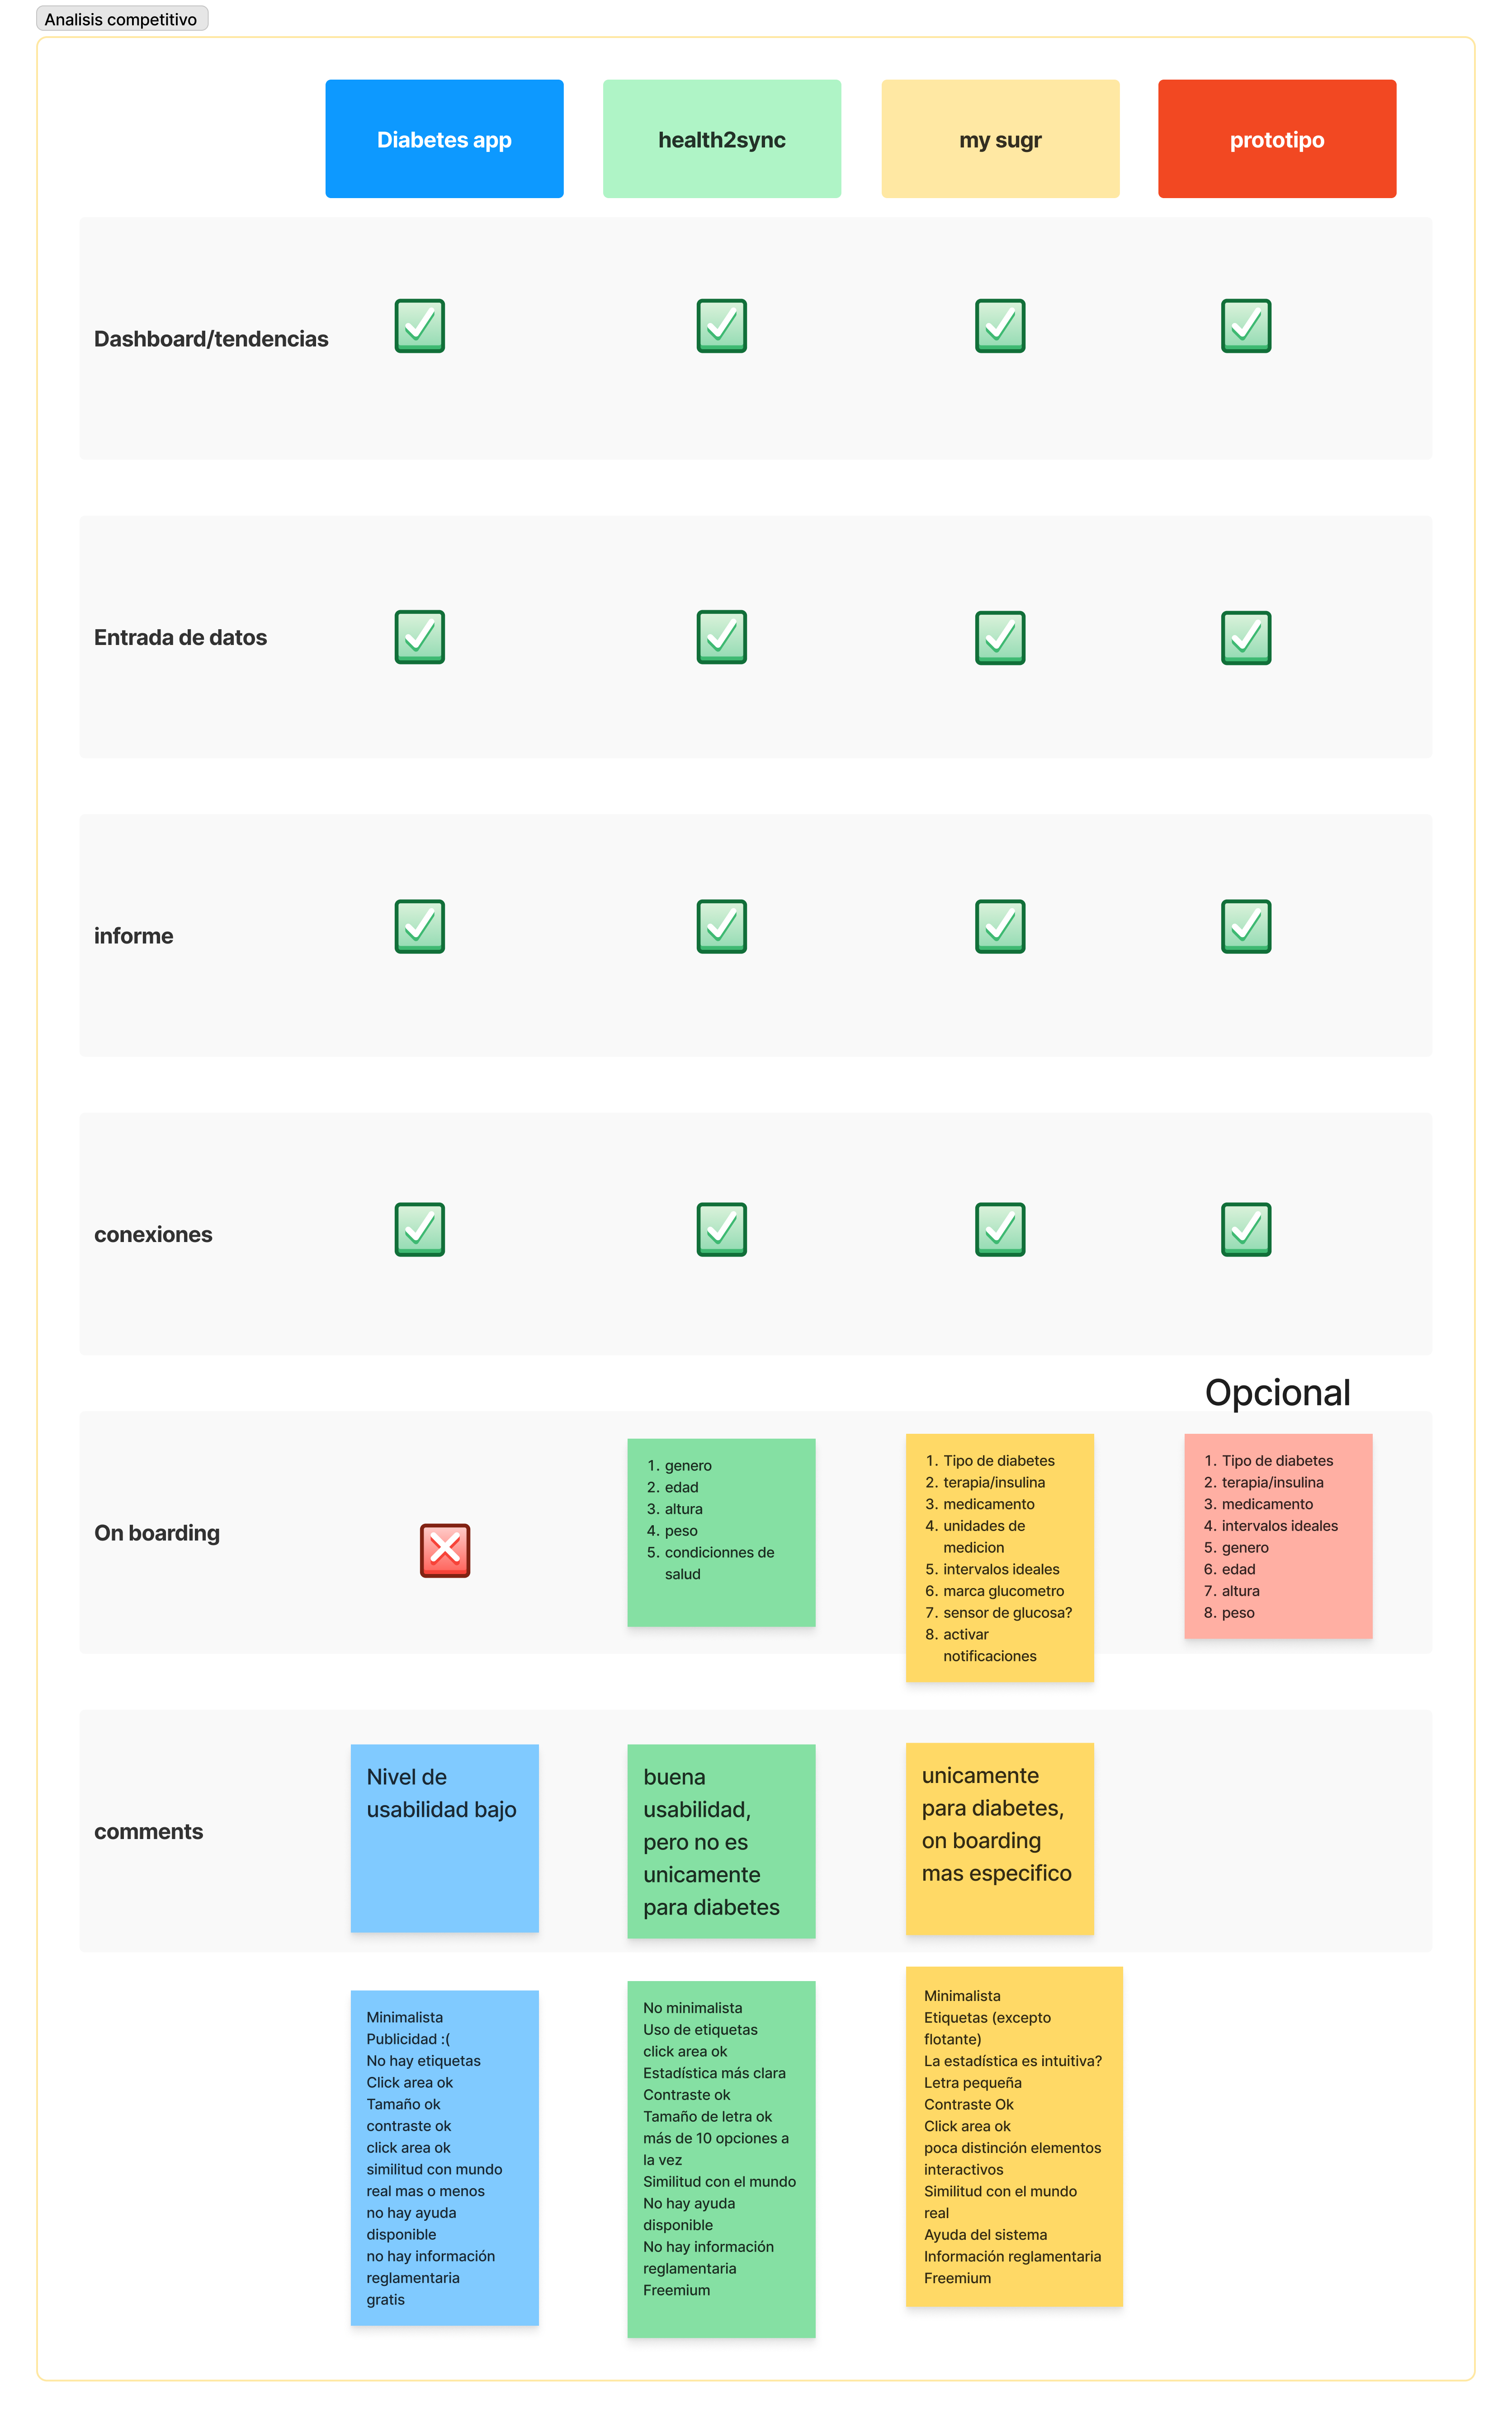 Analisis competitivo
Diabetes app
health2sync
my sugr
prototipo
Dashboard/tendencias
Entrada de datos
informe
conexiones
Opcional
On boarding
1. genero
2. edad
3. altura
4. peso
5. condicionnes de
salud
1. Tipo de diabetes
2. terapia/insulina
3. medicamento
4. unidades de
medicion
5. intervalos ideales
6. marca glucometro
7. sensor de glucosa?
8. activar
notificaciones
1. Tipo de diabetes
2. terapia/insulina
3. medicamento
4. intervalos ideales
5. genero
6. edad
7. altura
8. peso
comments
Nivel de
usabilidad bajo
buena
usabilidad,
pero no es
unicamente
para diabetes
unicamente
para diabetes,
on boarding
mas especifico
Minimalista
Publicidad :(
No hay etiquetas
Click area ok
Tamaño ok
contraste ok
click area ok
similitud con mundo
real mas o menos
no hay ayuda
disponible
no hay información
reglamentaria
gratis
No minimalista
Uso de etiquetas
click area ok
Estadística más clara
Contraste ok
Tamaño de letra ok
más de 10 opciones a
la vez
Similitud con el mundo
No hay ayuda
disponible
No hay información
reglamentaria
Freemium
Minimalista
Etiquetas (excepto
flotante)
La estadística es intuitiva?
Letra pequeña
Contraste Ok
Click area ok
poca distinción elementos
interactivos
Similitud con el mundo
real
Ayuda del sistema
Información reglamentaria
Freemium